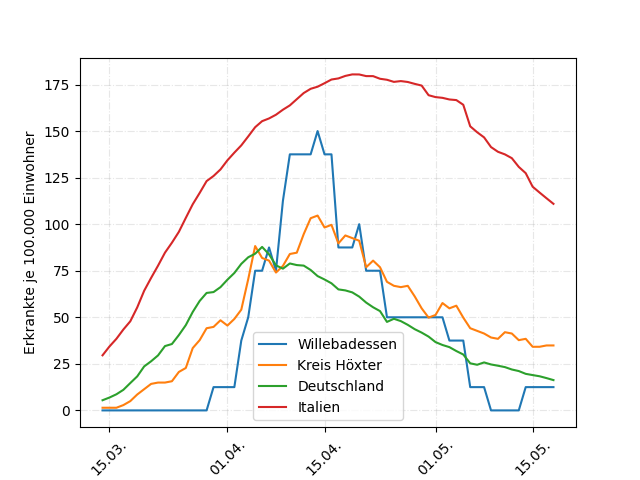 Erkrankte je 100.000 Einwohner
175
150
125
100
75
50
25
0
Willebadessen
Kreis Höxter
Deutschland
Italien
15.03.
01.04.
15.04.
01.05.
15.05.